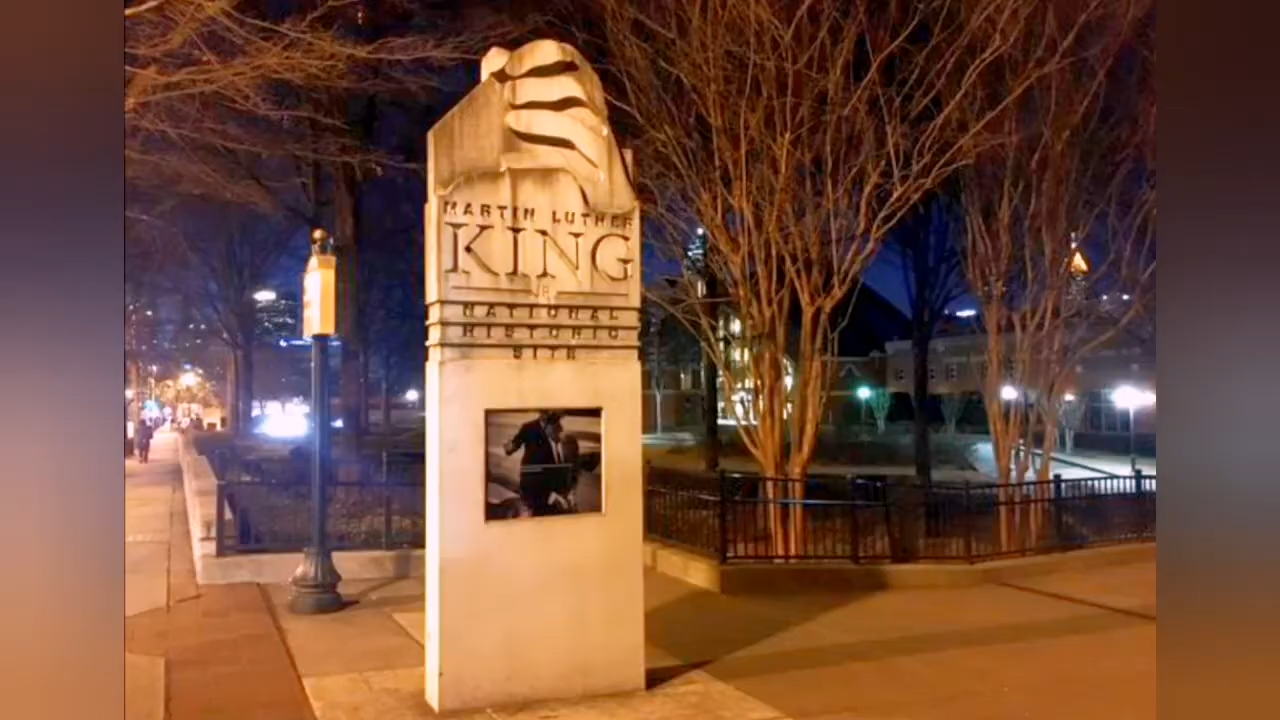 MARTIN LUTHER
KING
JR
NATIONAL
HISTORIC
SITE